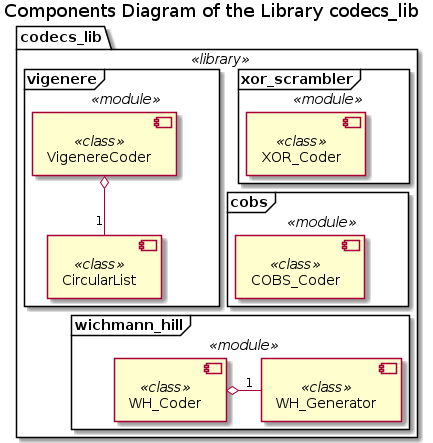 Components Diagram of the Library codecs_lib
codecs_lib
«library»
vigenere
«module»
«class»
VigenereCoder
1
«class»
CircularList
xor_scrambler
«module»
«class»
XOR_Coder
cobs
«module»
«class»
COBS_Coder
wichmann_hill
«module»
«class»
WH_Coder
1
«class»
WH_Generator